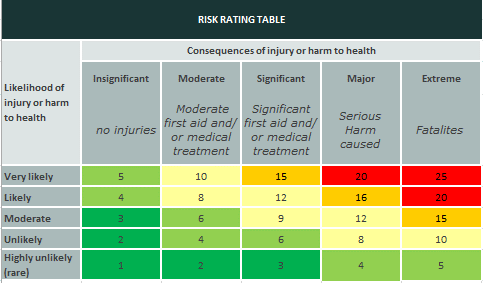 RISK RATING TABLE
Consequences of injury or harm to health
Likelihood of
injury or harm
to health
Insignificant
no injuries
Moderate
Moderate
first aid and/
or medical
treatment
Significant
Significant
first aid and/
or medical
treatment
Major
Serious
Harm
caused
Extreme
Fatalites
Very likely 5 10 15 20 25
Likely 4 8 12 16 20
Moderate 3 6 9 12 15
Unlikely 2 4 6 8 10
Highly unlikely
(rare) 1 2 3 4 5